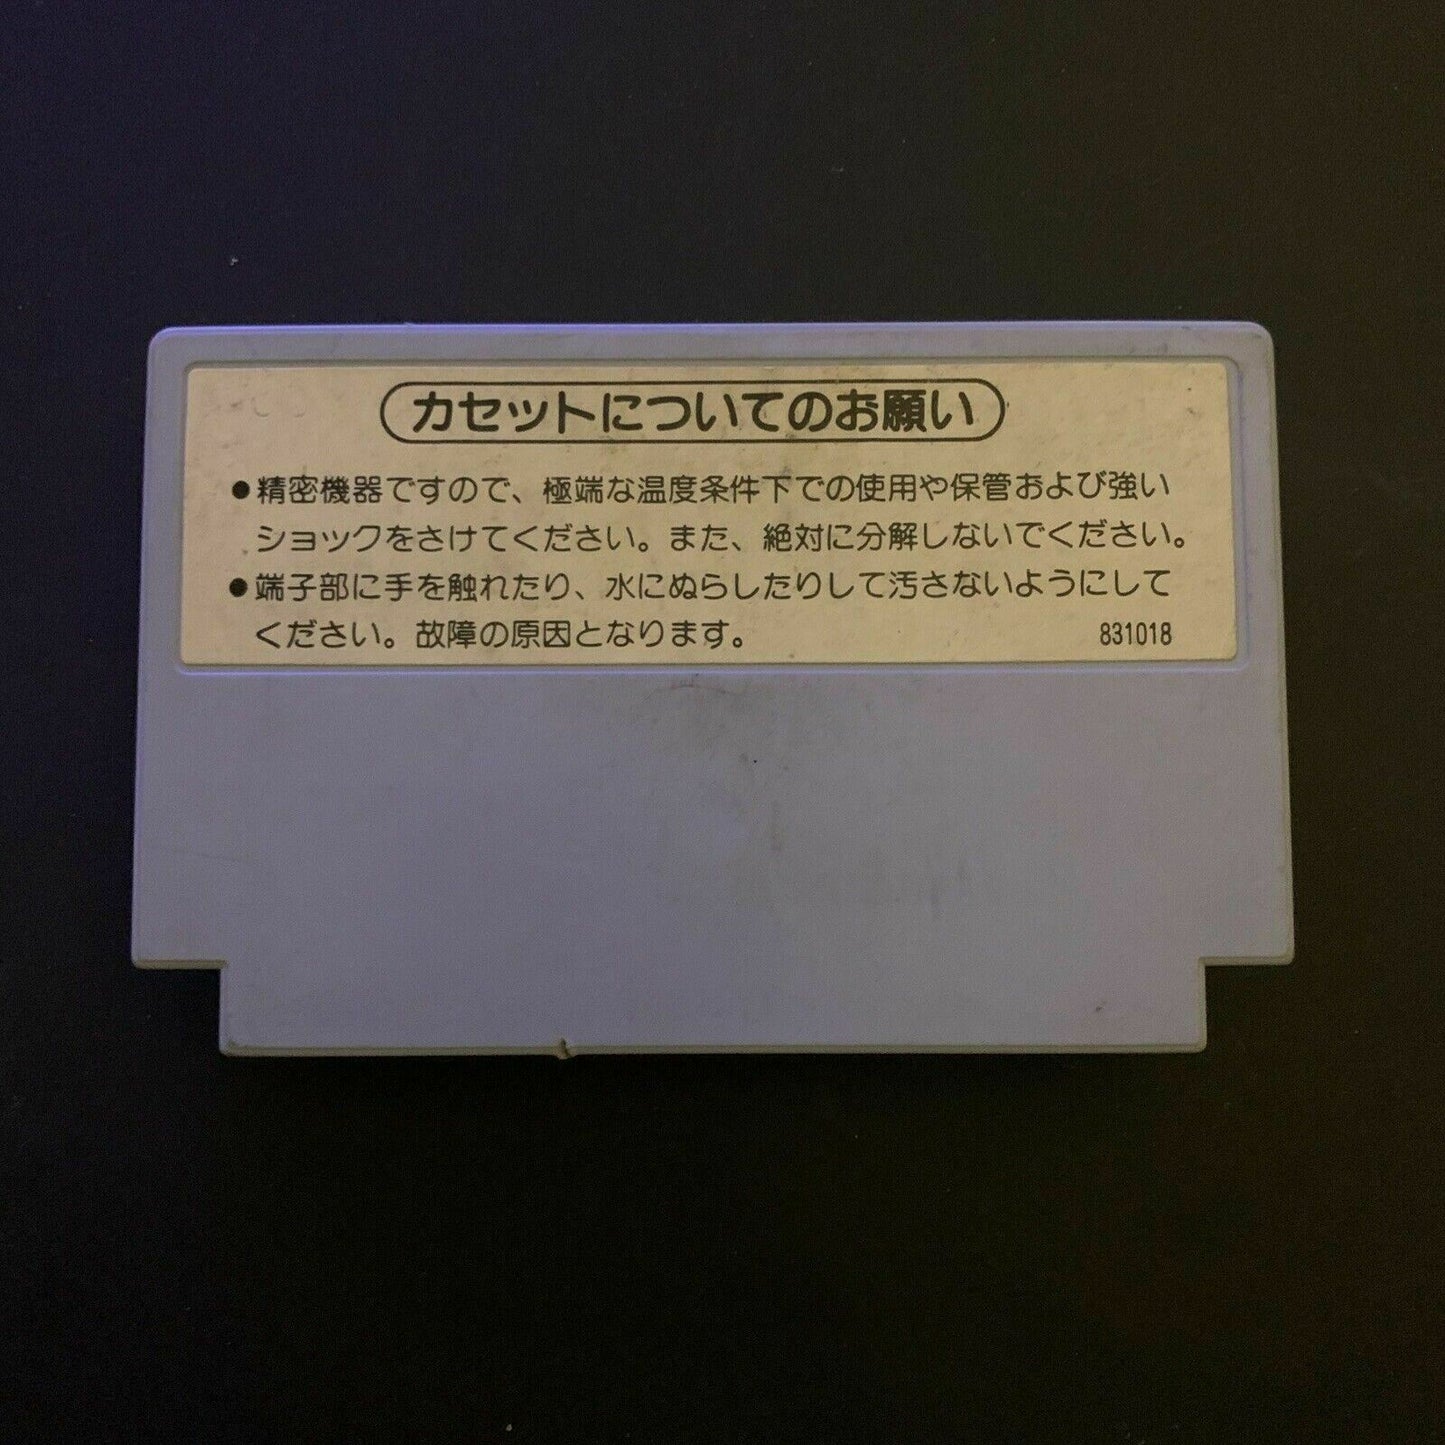 カセットについてのお願い
●精密機器ですので、極端な温度条件下での使用や保管および強い
ショックをさけてください。また、絶対に分解しないでください。
●端子部に手を触れたり、水にぬらしたりして汚さないようにして
ください。故障の原因となります。 831018